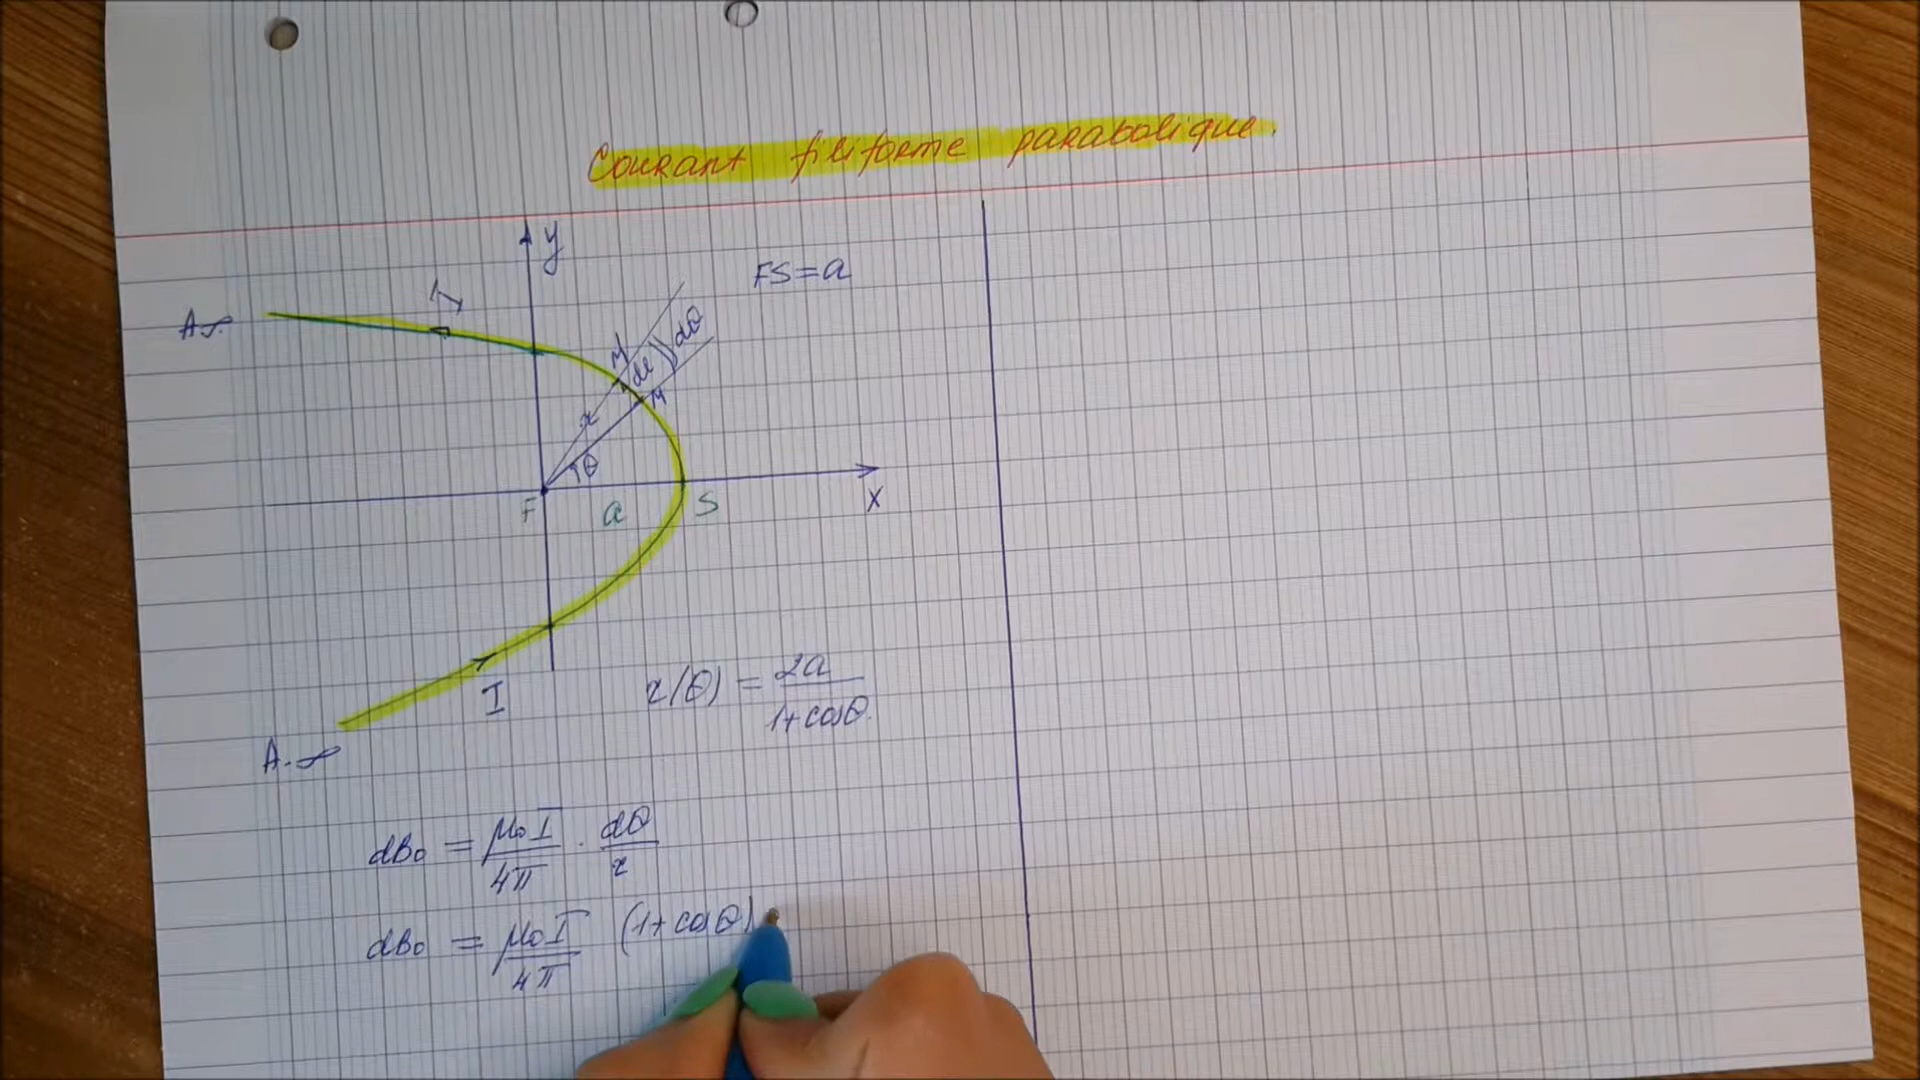 Courant filiforme parabolique.
y
FS = a
A∞
I
M
dl
dθ
M
r
θ
F
a
S
x
I
r(θ) = 2a / 1+cosθ
A-∞
dB₀ = μ₀I / 4π · dθ / r
dB₀ = μ₀I / 4π (1+cosθ)